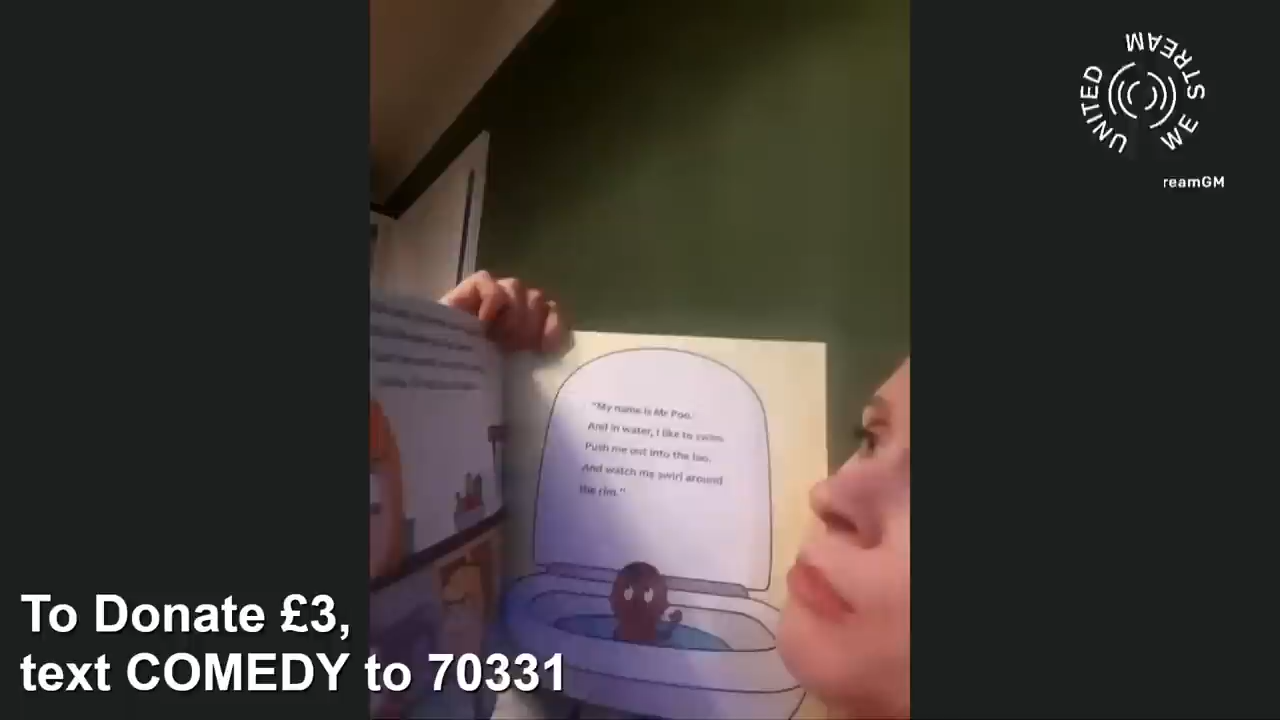 UNITED
WE STREAM
reamGM
"My name is Mr Poo.
And in water, I like to swim.
Push me out into the loo.
And watch my swirl around
the rim."
To Donate £3,
text COMEDY to 70331